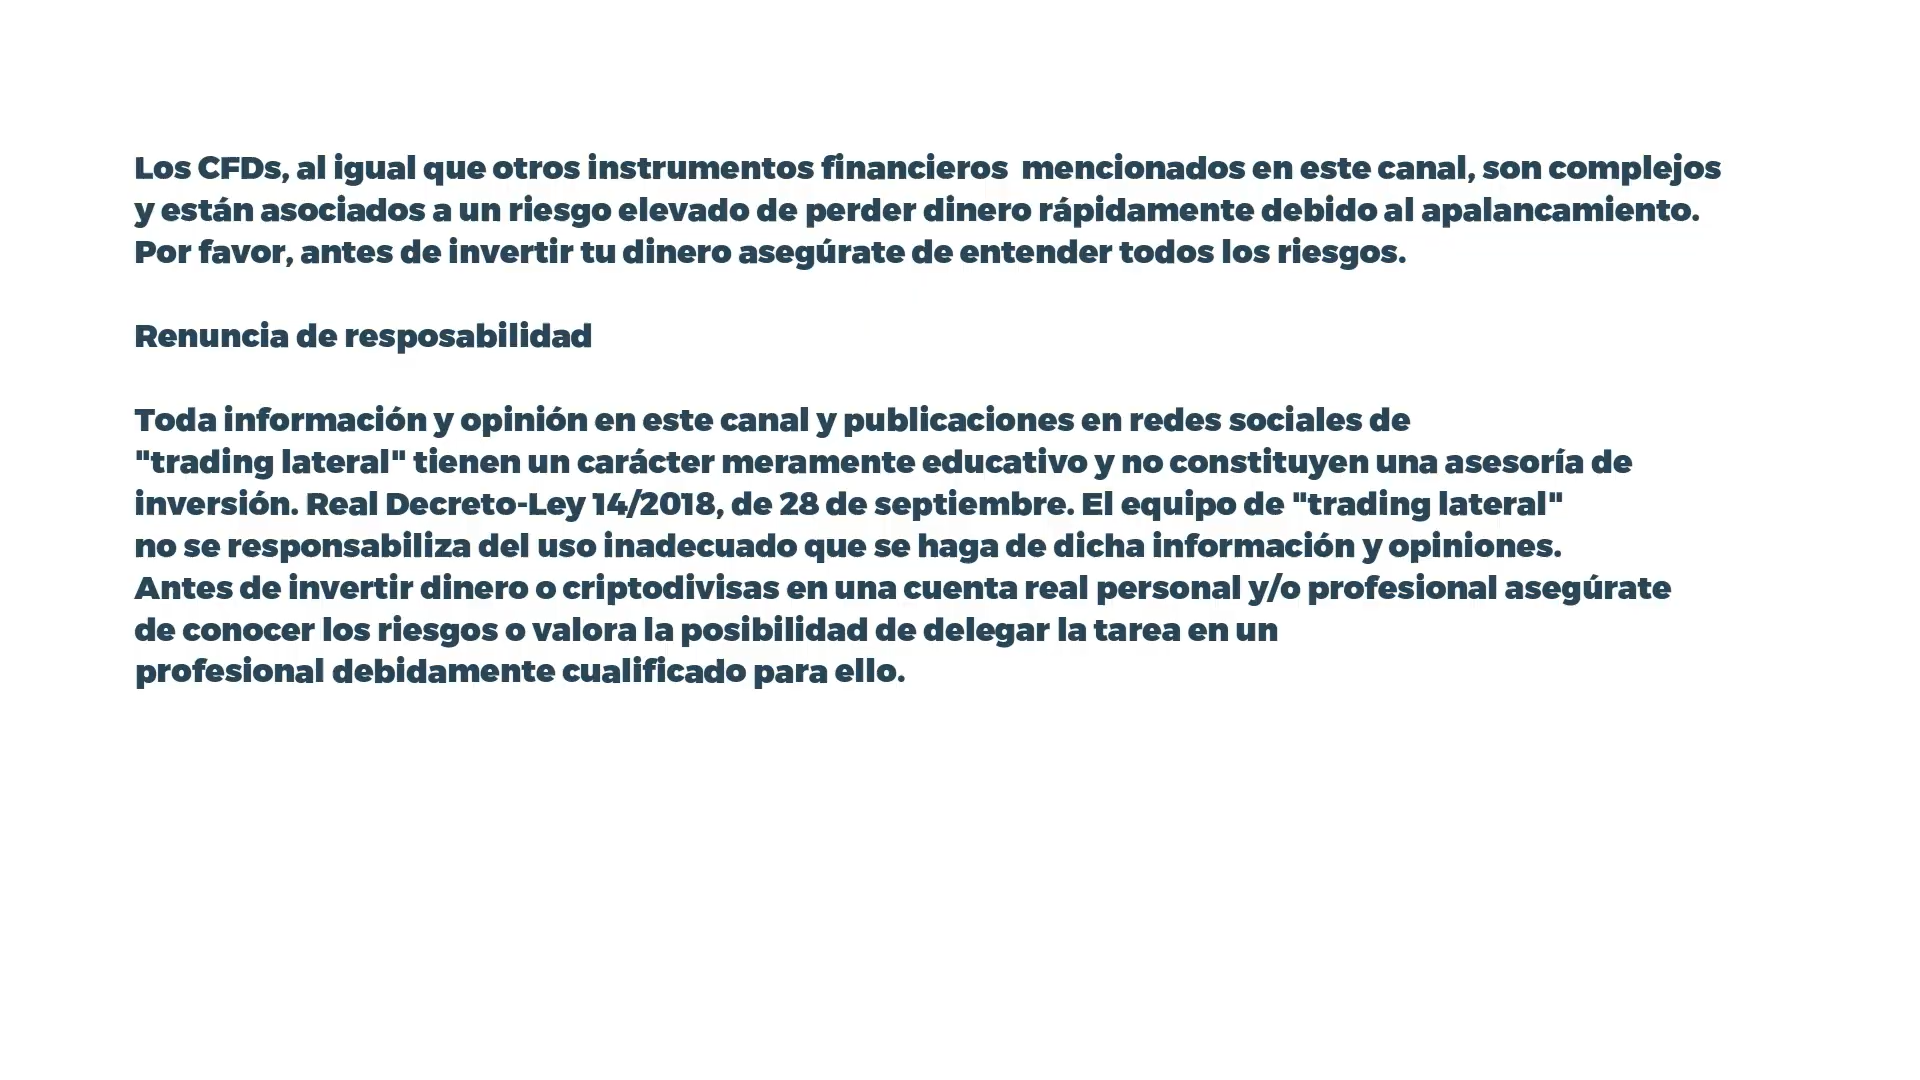 Los CFDs, al igual que otros instrumentos financieros  mencionados en este canal, son complejos
y están asociados a un riesgo elevado de perder dinero rápidamente debido al apalancamiento.
Por favor, antes de invertir tu dinero asegúrate de entender todos los riesgos.
Renuncia de resposabilidad
Toda información y opinión en este canal y publicaciones en redes sociales de
"trading lateral" tienen un carácter meramente educativo y no constituyen una asesoría de
inversión. Real Decreto-Ley 14/2018, de 28 de septiembre. El equipo de "trading lateral"
no se responsabiliza del uso inadecuado que se haga de dicha información y opiniones.
Antes de invertir dinero o criptodivisas en una cuenta real personal y/o profesional asegúrate
de conocer los riesgos o valora la posibilidad de delegar la tarea en un
profesional debidamente cualificado para ello.